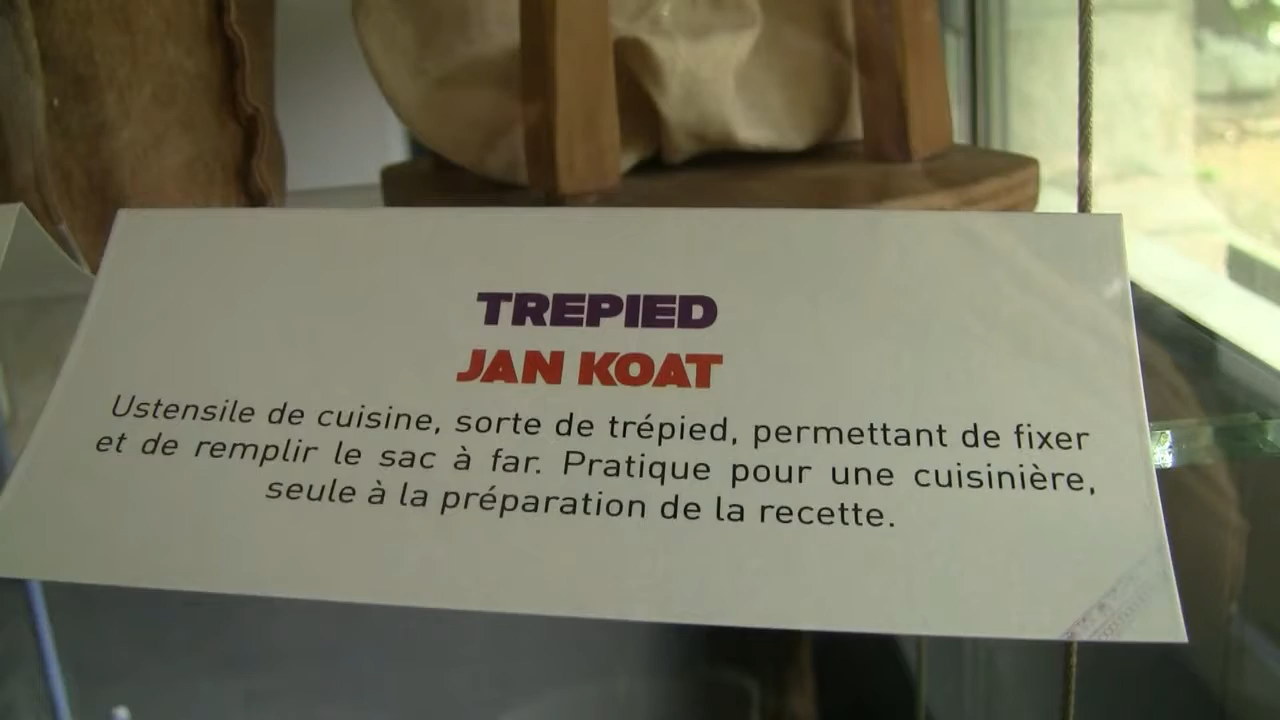 TREPIED
JAN KOAT
Ustensile de cuisine, sorte de trépied, permettant de fixer
et de remplir le sac à far. Pratique pour une cuisinière,
seule à la préparation de la recette.